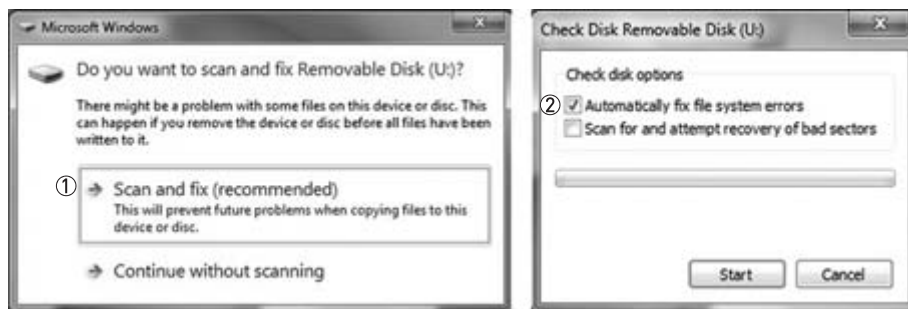 Microsoft Windows
Do you want to scan and fix Removable Disk (U:)?
There might be a problem with some files on this device or disc. This
can happen if you remove the device or disc before all files have been
written to it.
① Scan and fix (recommended)
This will prevent future problems when copying files to this
device or disc.
Continue without scanning
Check Disk Removable Disk (U:)
Check disk options
② Automatically fix file system errors
Scan for and attempt recovery of bad sectors
Start Cancel